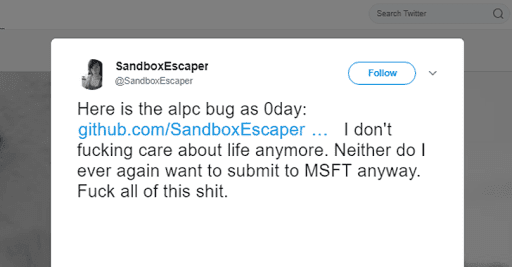 Search Twitter
SandboxEscaper
@SandboxEscaper
Follow
Here is the alpc bug as 0day:
github.com/SandboxEscaper … I don't
fucking care about life anymore. Neither do I
ever again want to submit to MSFT anyway.
Fuck all of this shit.